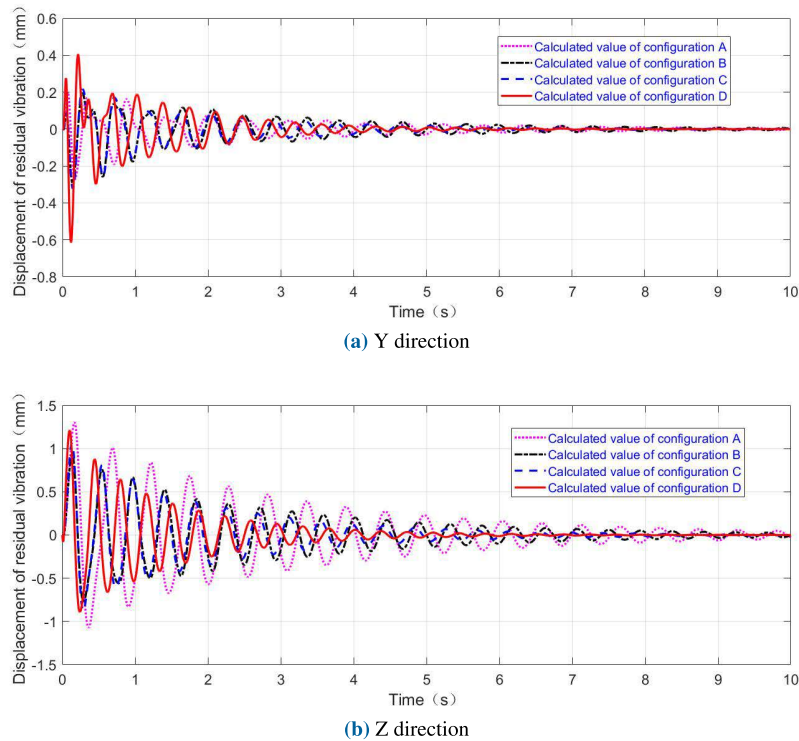 Displacement of residual vibration（mm）
0.6
0.4
0.2
0
-0.2
-0.4
-0.6
-0.8
Calculated value of configuration A
Calculated value of configuration B
Calculated value of configuration C
Calculated value of configuration D
0 1 2 3 4 5 6 7 8 9 10
Time（s）
(a) Y direction
Displacement of residual vibration（mm）
1.5
1
0.5
0
-0.5
-1
-1.5
Calculated value of configuration A
Calculated value of configuration B
Calculated value of configuration C
Calculated value of configuration D
0 1 2 3 4 5 6 7 8 9 10
Time（s）
(b) Z direction